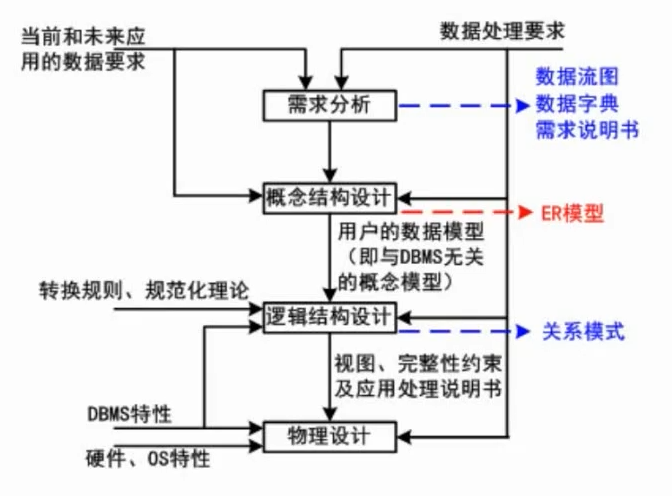 当前和未来应
用的数据要求
数据处理要求
需求分析
数据流图
数据字典
需求说明书
概念结构设计
ER模型
用户的数据模型
（即与DBMS无关
的概念模型）
转换规则、规范化理论
逻辑结构设计
关系模式
视图、完整性约束
及应用处理说明书
DBMS特性
物理设计
硬件、OS特性